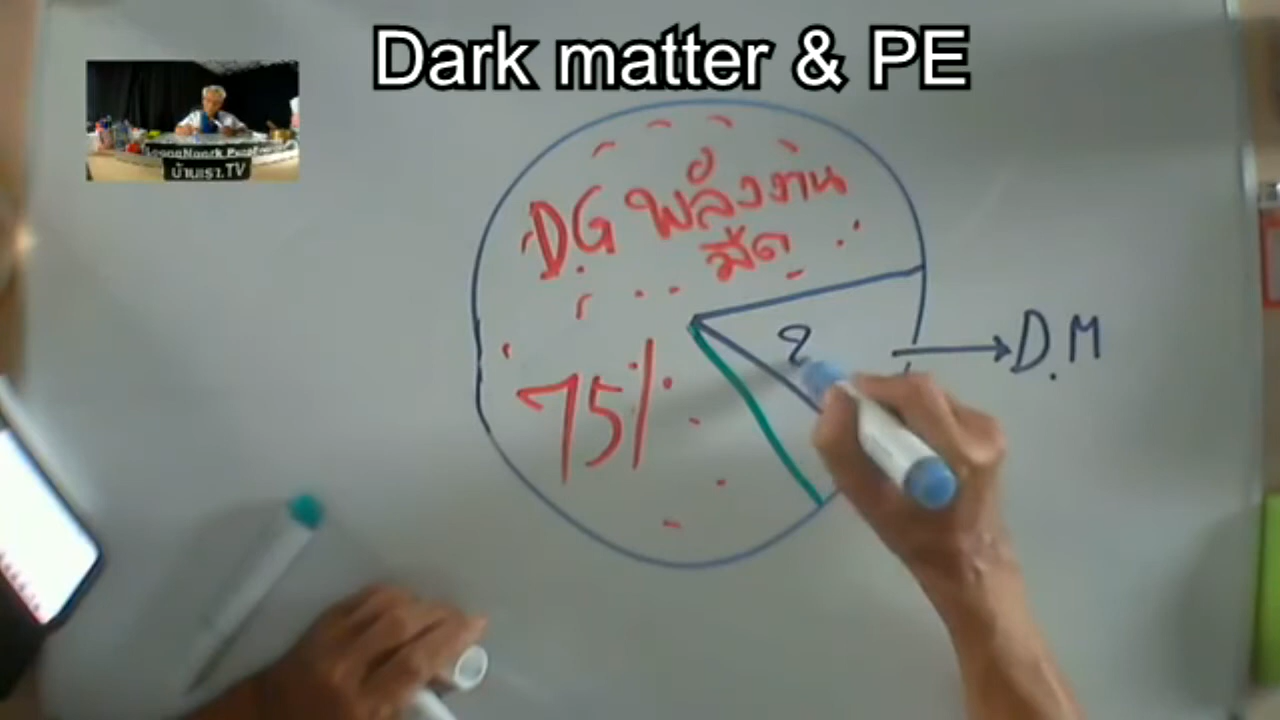 Dark matter & PE
บ้านเรา.TV
D.G พลังงาน
มืด
75%
2
D.M